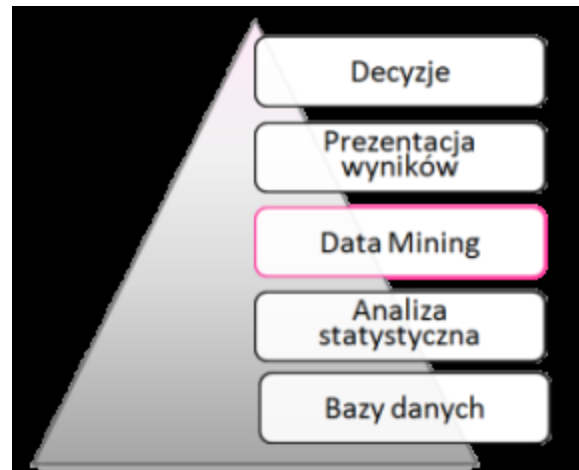 Decyzje
Prezentacja
wyników
Data Mining
Analiza
statystyczna
Bazy danych